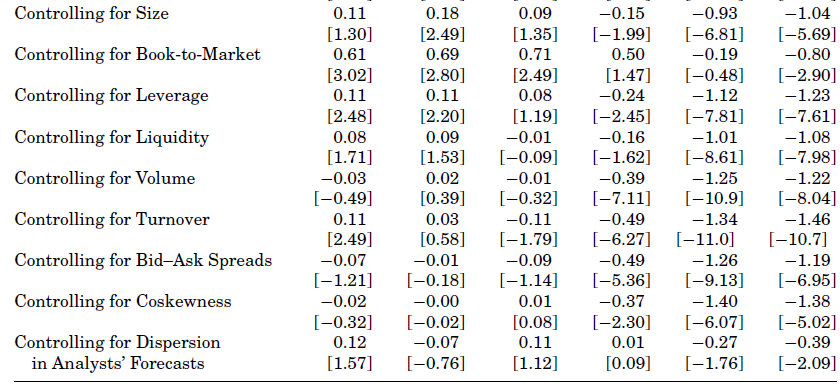 Controlling for Size 0.11 0.18 0.09 −0.15 −0.93 −1.04
[1.30] [2.49] [1.35] [−1.99] [−6.81] [−5.69]
Controlling for Book-to-Market 0.61 0.69 0.71 0.50 −0.19 −0.80
[3.02] [2.80] [2.49] [1.47] [−0.48] [−2.90]
Controlling for Leverage 0.11 0.11 0.08 −0.24 −1.12 −1.23
[2.48] [2.20] [1.19] [−2.45] [−7.81] [−7.61]
Controlling for Liquidity 0.08 0.09 −0.01 −0.16 −1.01 −1.08
[1.71] [1.53] [−0.09] [−1.62] [−8.61] [−7.98]
Controlling for Volume −0.03 0.02 −0.01 −0.39 −1.25 −1.22
[−0.49] [0.39] [−0.32] [−7.11] [−10.9] [−8.04]
Controlling for Turnover 0.11 0.03 −0.11 −0.49 −1.34 −1.46
[2.49] [0.58] [−1.79] [−6.27] [−11.0] [−10.7]
Controlling for Bid–Ask Spreads −0.07 −0.01 −0.09 −0.49 −1.26 −1.19
[−1.21] [−0.18] [−1.14] [−5.36] [−9.13] [−6.95]
Controlling for Coskewness −0.02 −0.00 0.01 −0.37 −1.40 −1.38
[−0.32] [−0.02] [0.08] [−2.30] [−6.07] [−5.02]
Controlling for Dispersion 0.12 −0.07 0.11 0.01 −0.27 −0.39
in Analysts’ Forecasts [1.57] [−0.76] [1.12] [0.09] [−1.76] [−2.09]